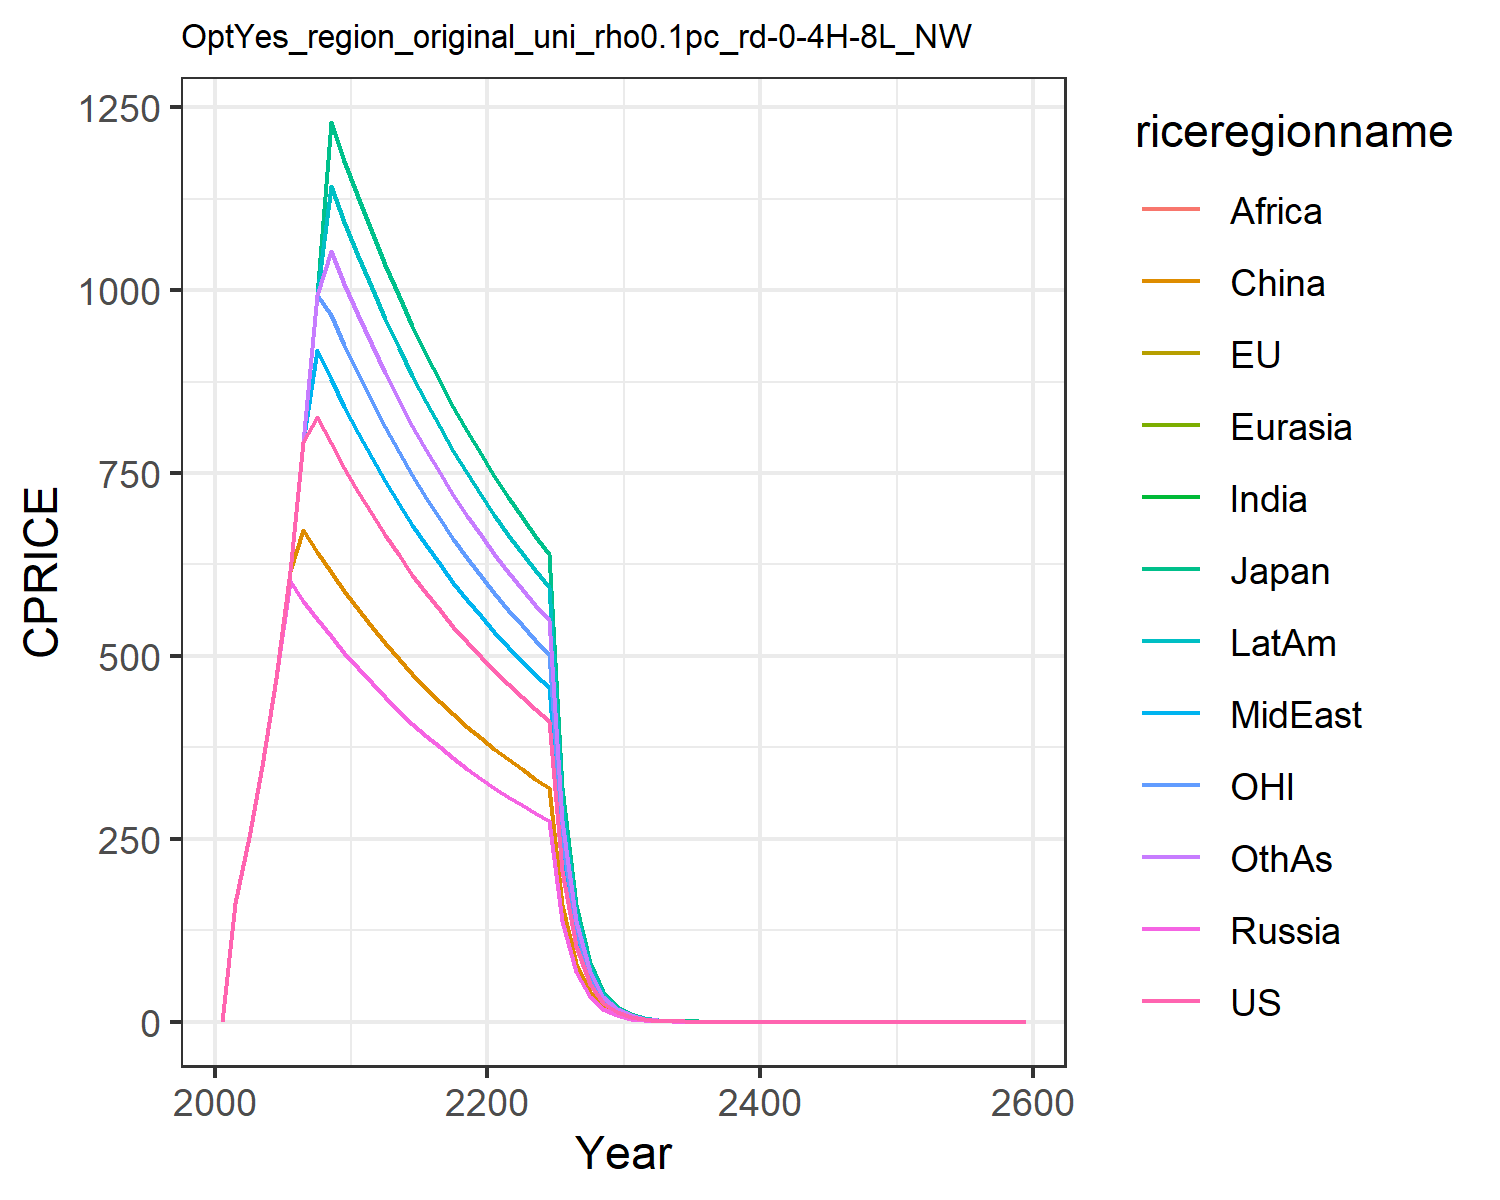 OptYes_region_original_uni_rho0.1pc_rd-0-4H-8L_NW
1250
1000
750
500
250
0
CPRICE
2000 2200 2400 2600
Year
riceregionname
Africa
China
EU
Eurasia
India
Japan
LatAm
MidEast
OHI
OthAs
Russia
US